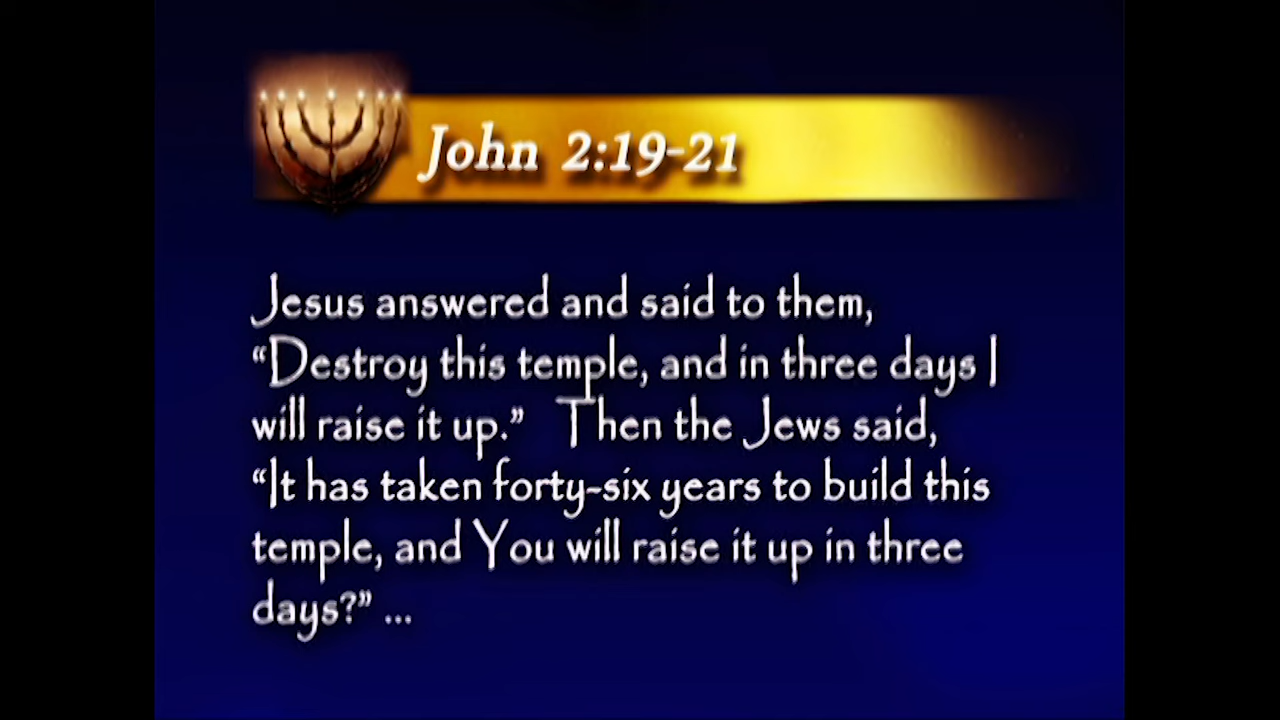 John 2:19-21
Jesus answered and said to them,
“Destroy this temple, and in three days I
will raise it up.” Then the Jews said,
“It has taken forty-six years to build this
temple, and You will raise it up in three
days?” ...